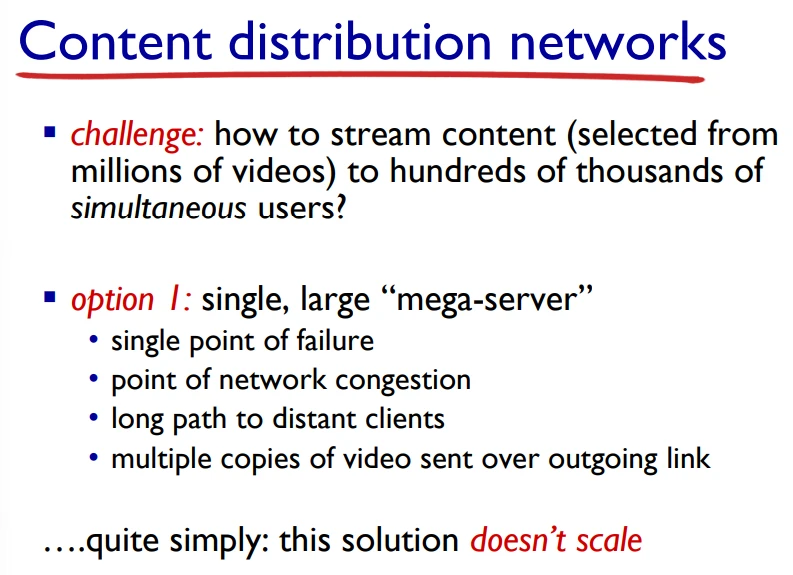 Content distribution networks
▪ challenge: how to stream content (selected from
millions of videos) to hundreds of thousands of
simultaneous users?
▪ option 1: single, large “mega-server”
• single point of failure
• point of network congestion
• long path to distant clients
• multiple copies of video sent over outgoing link
….quite simply: this solution doesn’t scale